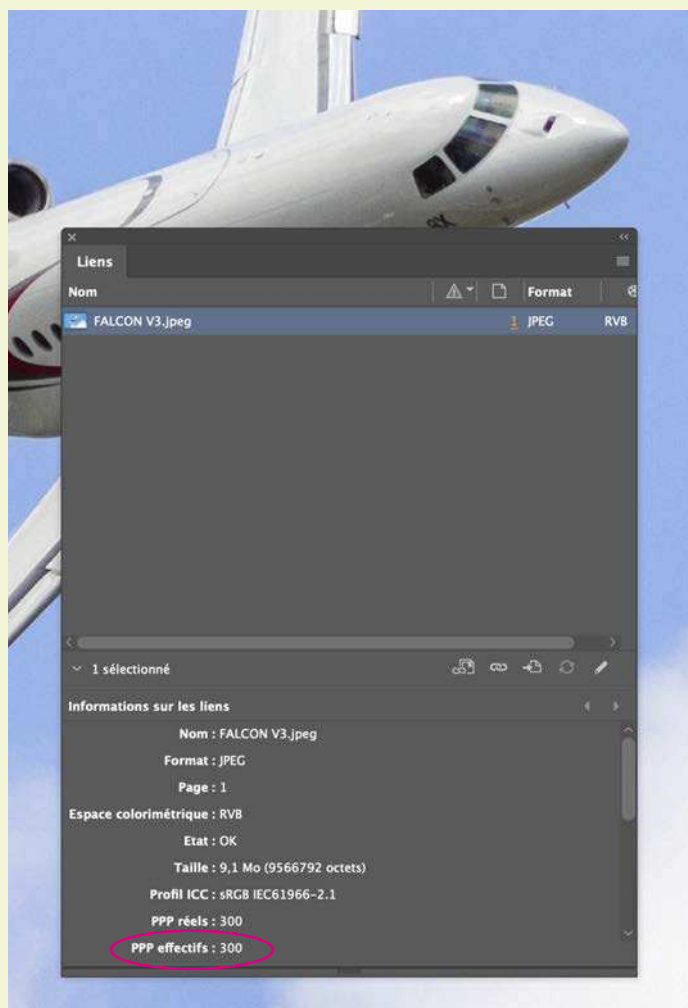 Liens
Nom Format
FALCON V3.jpeg 1 JPEG RVB
1 sélectionné
Informations sur les liens
Nom : FALCON V3.jpeg
Format : JPEG
Page : 1
Espace colorimétrique : RVB
Etat : OK
Taille : 9,1 Mo (9566792 octets)
Profil ICC : sRGB IEC61966-2.1
PPP réels : 300
PPP effectifs : 300